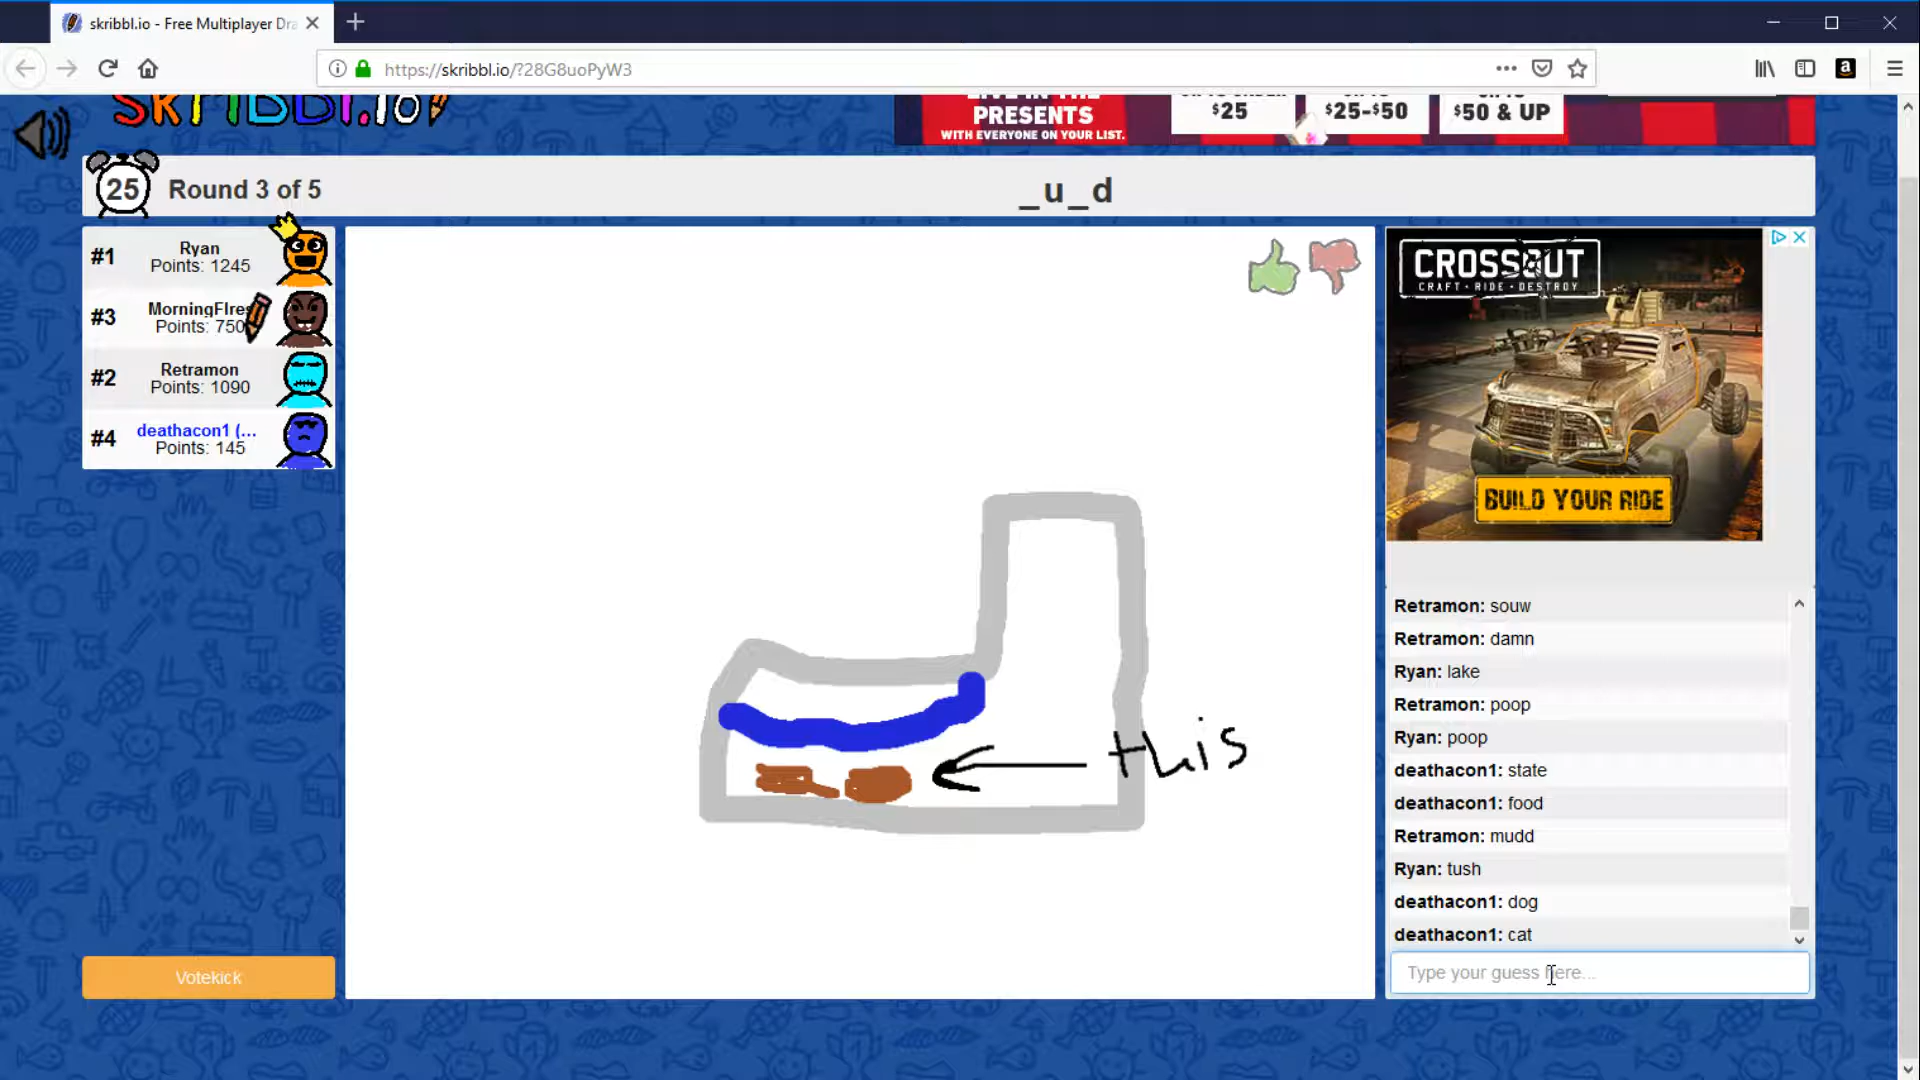 skribbl.io - Free Multiplayer Dra
https://skribbl.io/?28G8uoPyW3
SKRIBBL.IO
PRESENTS
WITH EVERYONE ON YOUR LIST.
$25
$25-$50
$50 & UP
25
Round 3 of 5
_u_d
#1
Ryan
Points: 1245
#3
MorningFIres
Points: 750
#2
Retramon
Points: 1090
#4
deathacon1 (...
Points: 145
Votekick
this
CROSSOUT
CRAFT • RIDE • DESTROY
BUILD YOUR RIDE
Retramon: souw
Retramon: damn
Ryan: lake
Retramon: poop
Ryan: poop
deathacon1: state
deathacon1: food
Retramon: mudd
Ryan: tush
deathacon1: dog
deathacon1: cat
Type your guess here...